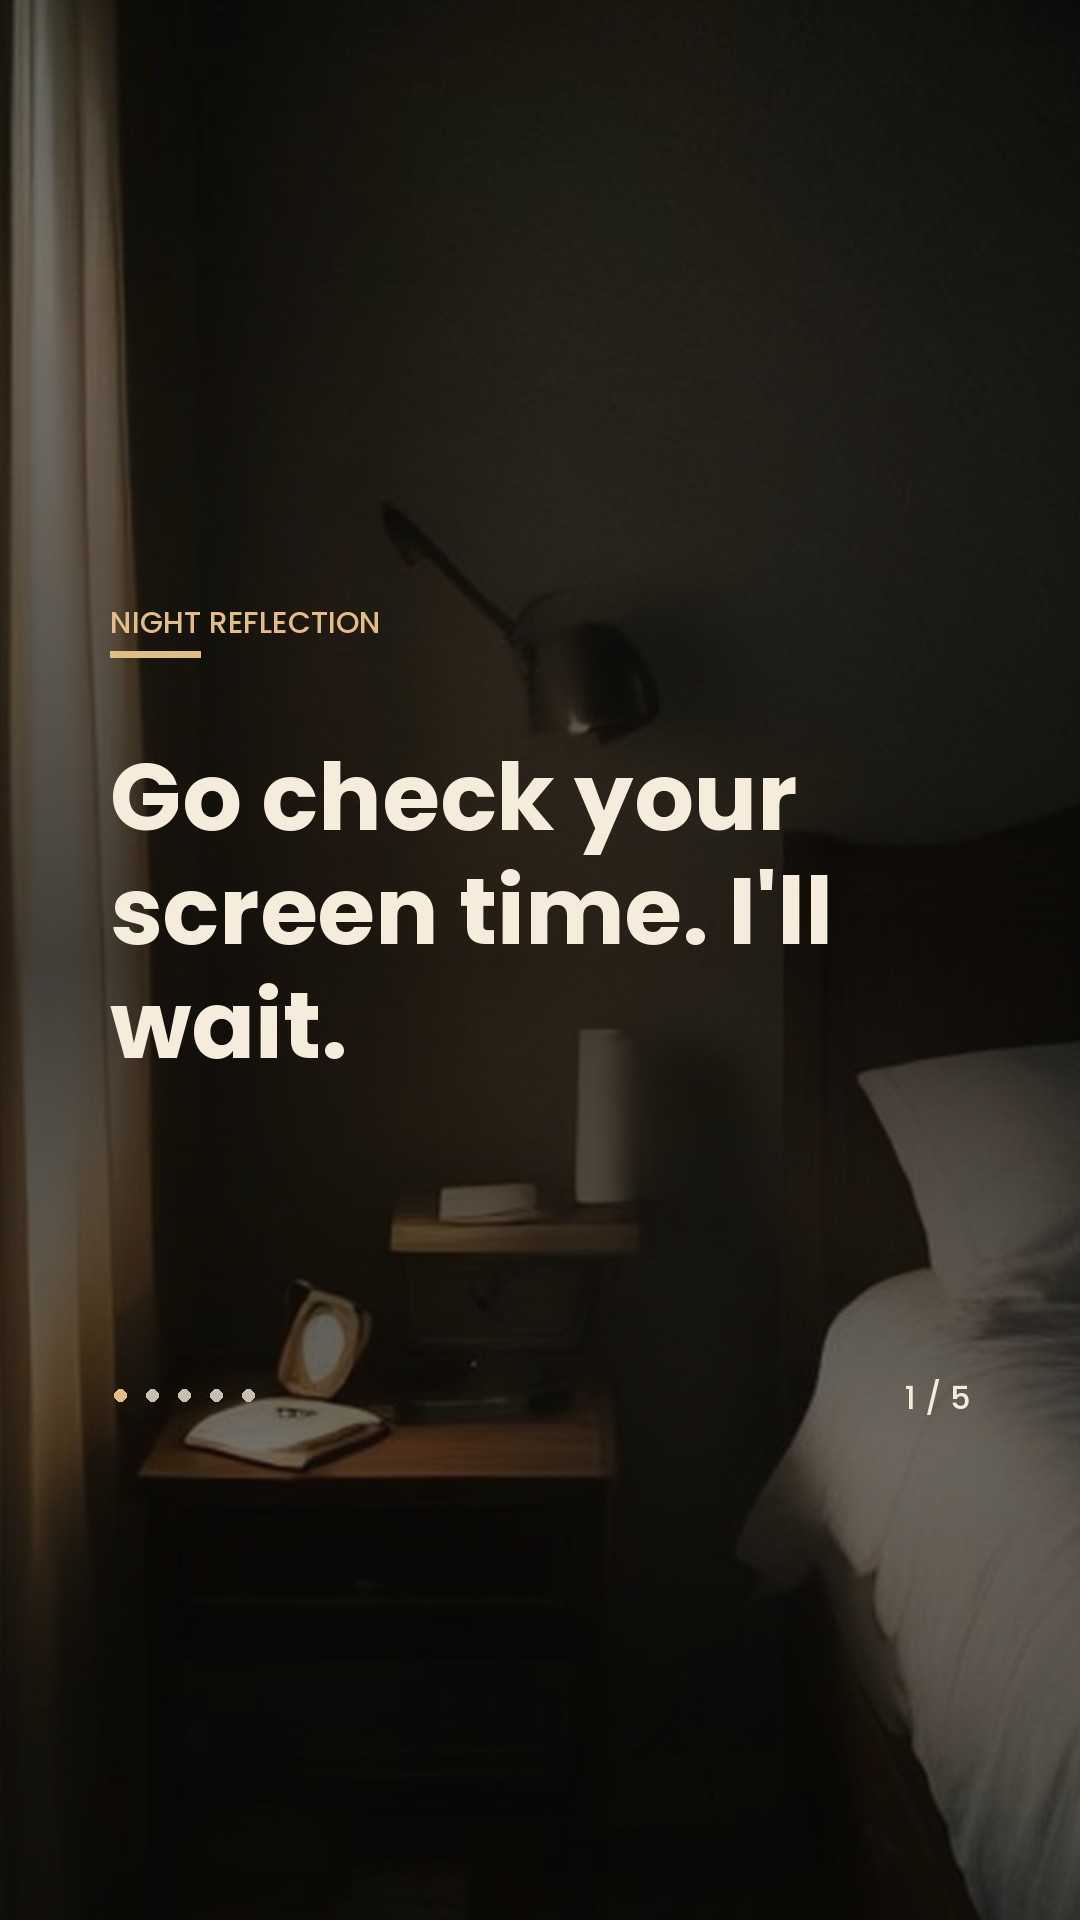 NIGHT REFLECTION
Go check your
screen time. I'll
wait.
1 / 5